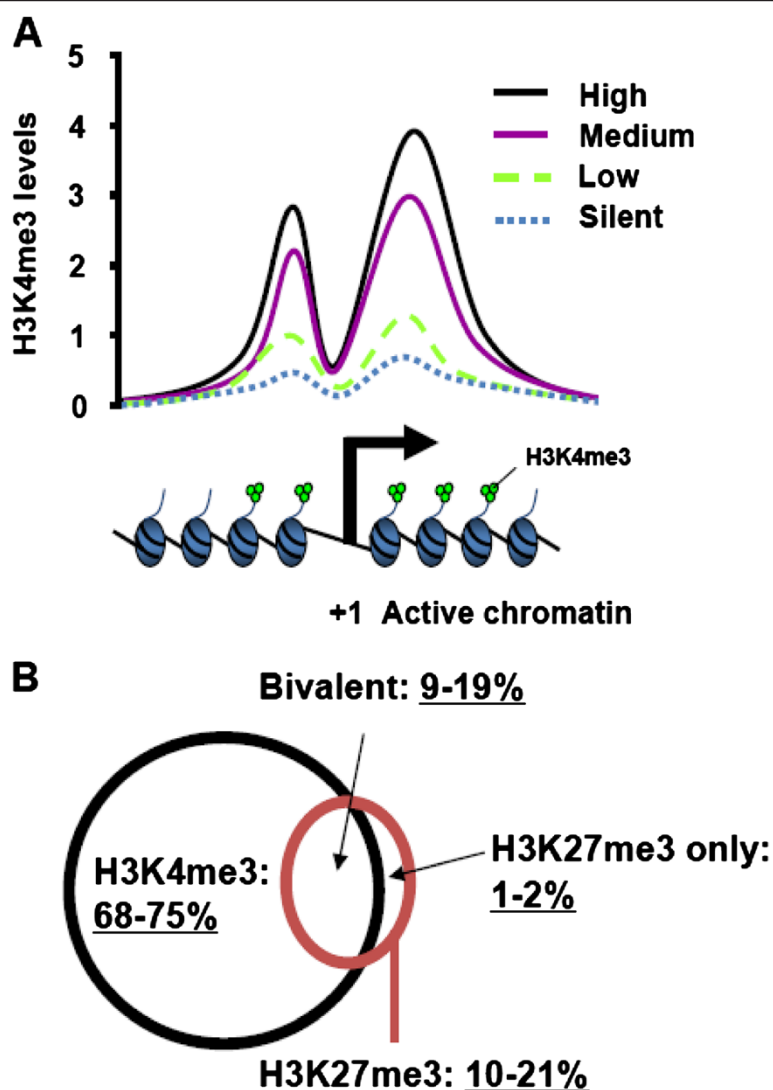 A
5
4
3
2
1
0
H3K4me3 levels
High
Medium
Low
Silent
H3K4me3
+1 Active chromatin
B
Bivalent: 9-19%
H3K4me3:
68-75%
H3K27me3 only:
1-2%
H3K27me3: 10-21%